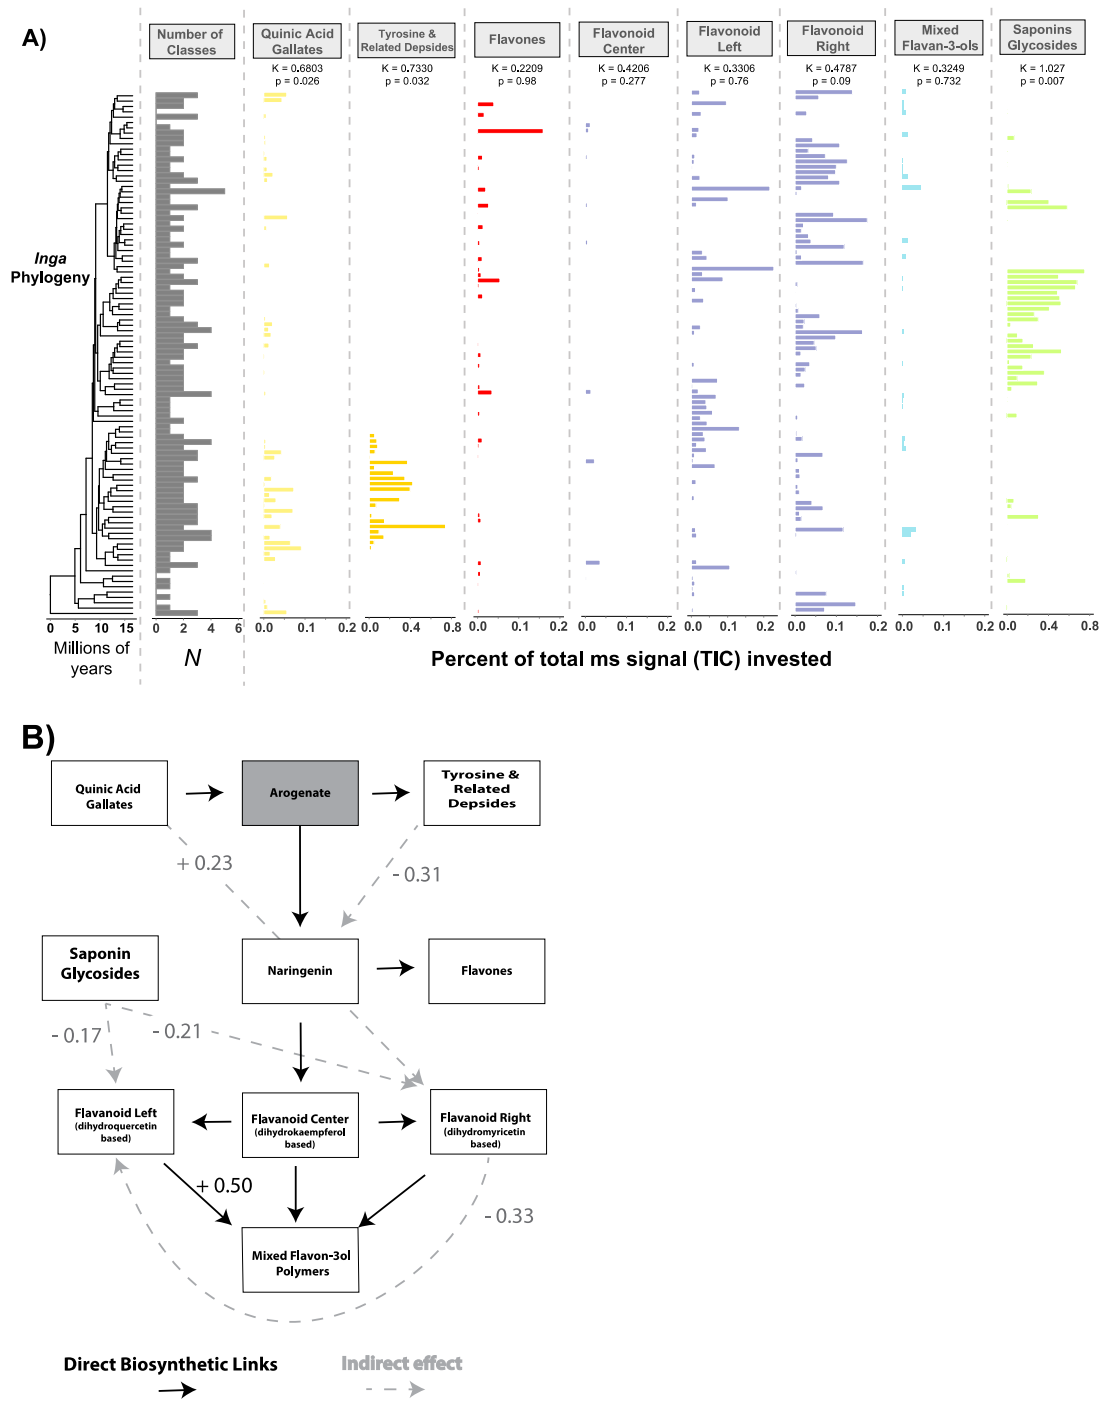 A)
Number of
Classes
Quinic Acid
Gallates
K = 0.6803
p = 0.026
Tyrosine &
Related Depsides
K = 0.7330
p = 0.032
Flavones
K = 0.2209
p = 0.98
Flavonoid
Center
K = 0.4206
p = 0.277
Flavonoid
Left
K = 0.3306
p = 0.76
Flavonoid
Right
K = 0.4787
p = 0.09
Mixed
Flavan-3-ols
K = 0.3249
p = 0.732
Saponins
Glycosides
K = 1.027
p = 0.007
Inga
Phylogeny
0 5 10 15
Millions of
years
0 2 4 6
N
0.0 0.1 0.2
0.0 0.4 0.8
0.0 0.1 0.2
0.0 0.1 0.2
0.0 0.1 0.2
0.0 0.1 0.2
0.0 0.1 0.2
0.0 0.4 0.8
Percent of total ms signal (TIC) invested
B)
Quinic Acid
Gallates
Arogenate
Tyrosine &
Related
Depsides
+ 0.23
- 0.31
Saponin
Glycosides
Naringenin
Flavones
- 0.17
- 0.21
Flavanoid Left
(dihydroquercetin
based)
Flavanoid Center
(dihydrokaempferol
based)
Flavanoid Right
(dihydromyricetin
based)
+ 0.50
- 0.33
Mixed Flavon-3ol
Polymers
Direct Biosynthetic Links
Indirect effect